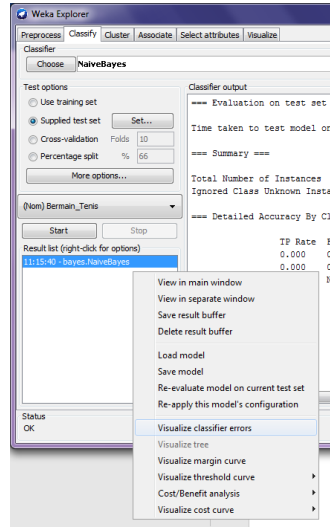 Weka Explorer
Preprocess Classify Cluster Associate Select attributes Visualize
Classifier
Choose NaiveBayes
Test options
Use training set
Supplied test set Set...
Cross-validation Folds 10
Percentage split % 66
More options...
(Nom) Bermain_Tenis
Start Stop
Result list (right-click for options)
11:15:40 - bayes.NaiveBayes
Classifier output
=== Evaluation on test set
Time taken to test model on
=== Summary ===
Total Number of Instances
Ignored Class Unknown Insta
=== Detailed Accuracy By Cl
TP Rate
0.000
0.000
View in main window
View in separate window
Save result buffer
Delete result buffer
Load model
Save model
Re-evaluate model on current test set
Re-apply this model's configuration
Visualize classifier errors
Visualize tree
Visualize margin curve
Visualize threshold curve
Cost/Benefit analysis
Visualize cost curve
Status
OK